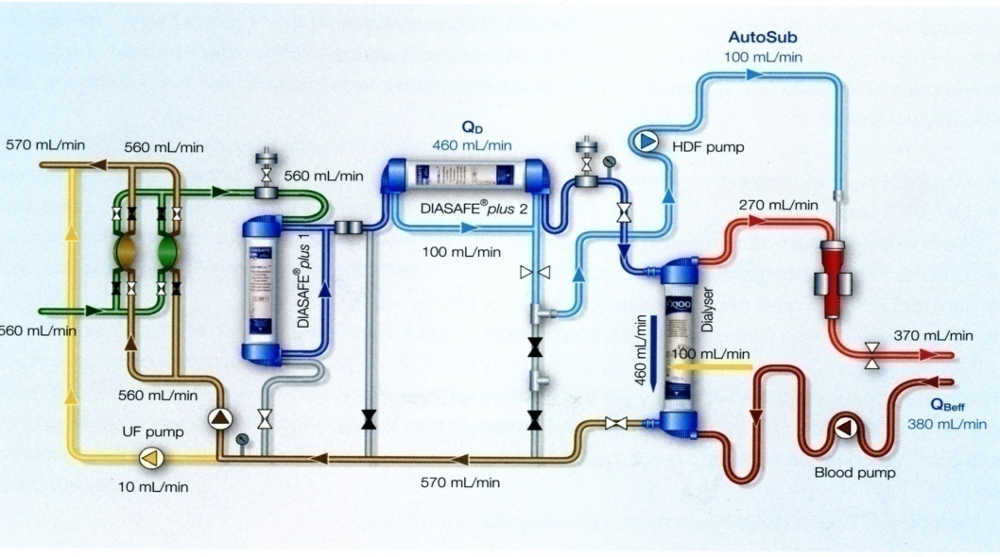 AutoSub
100 mL/min
570 mL/min
560 mL/min
QD
460 mL/min
HDF pump
560 mL/min
DIASAFE®plus 2
270 mL/min
100 mL/min
DIASAFE®plus 1
FX100
Dialyser
560 mL/min
460 mL/min
100 mL/min
370 mL/min
560 mL/min
QBeff
380 mL/min
UF pump
10 mL/min
570 mL/min
Blood pump